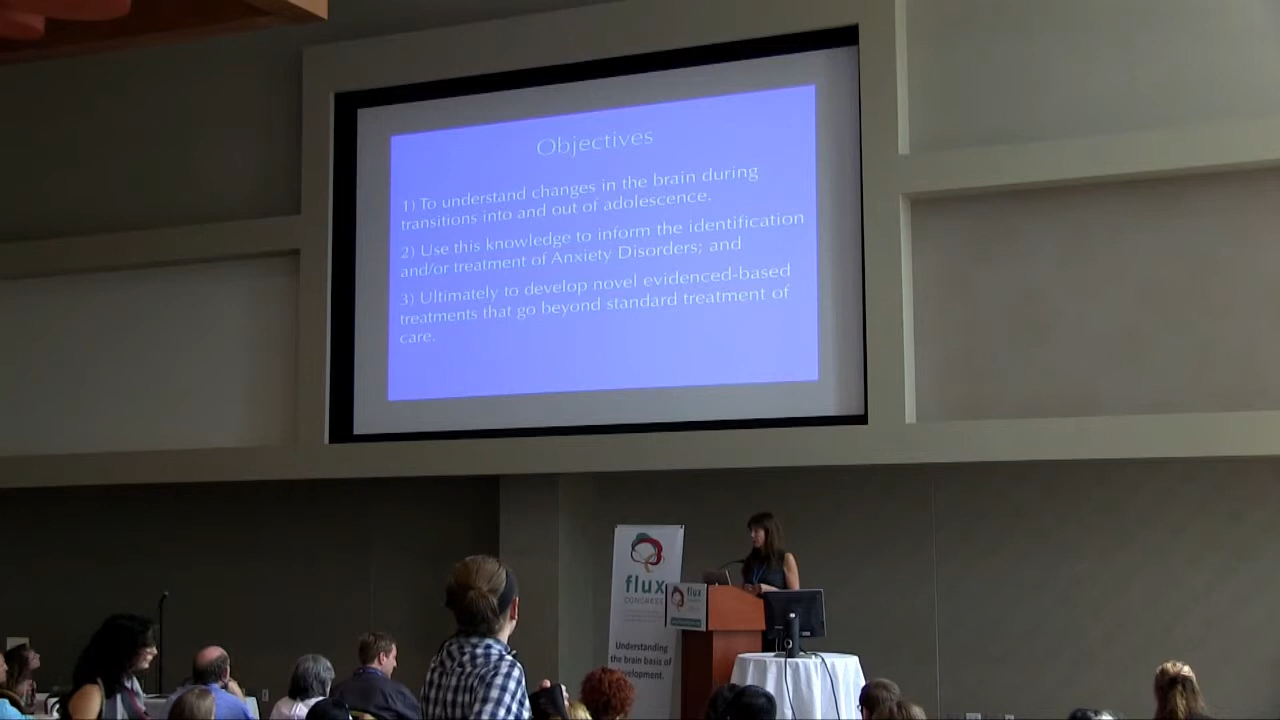 Objectives
1) To understand changes in the brain during
transitions into and out of adolescence.
2) Use this knowledge to inform the identification
and/or treatment of Anxiety Disorders; and
3) Ultimately to develop novel evidenced-based
treatments that go beyond standard treatment of
care.
flux
CONGRESS
flux
Understanding
the brain basis of
development.